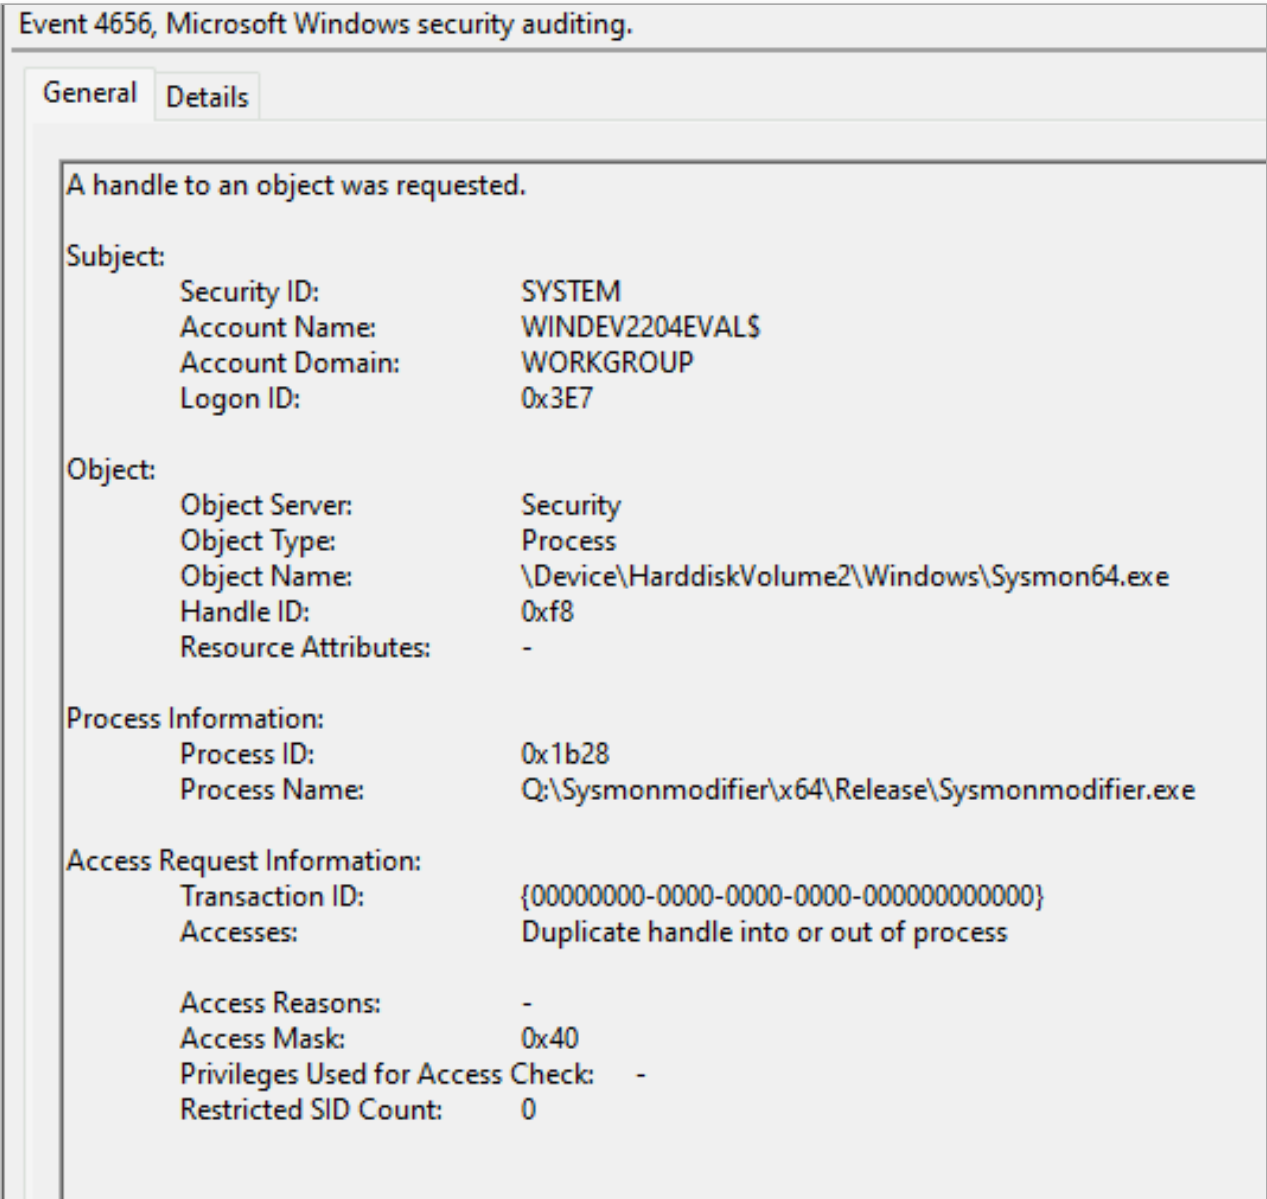 Event 4656, Microsoft Windows security auditing.
General Details
A handle to an object was requested.
Subject:
Security ID: SYSTEM
Account Name: WINDEV2204EVAL$
Account Domain: WORKGROUP
Logon ID: 0x3E7
Object:
Object Server: Security
Object Type: Process
Object Name: \Device\HarddiskVolume2\Windows\Sysmon64.exe
Handle ID: 0xf8
Resource Attributes: -
Process Information:
Process ID: 0x1b28
Process Name: Q:\Sysmonmodifier\x64\Release\Sysmonmodifier.exe
Access Request Information:
Transaction ID: {00000000-0000-0000-0000-000000000000}
Accesses: Duplicate handle into or out of process
Access Reasons: -
Access Mask: 0x40
Privileges Used for Access Check: -
Restricted SID Count: 0